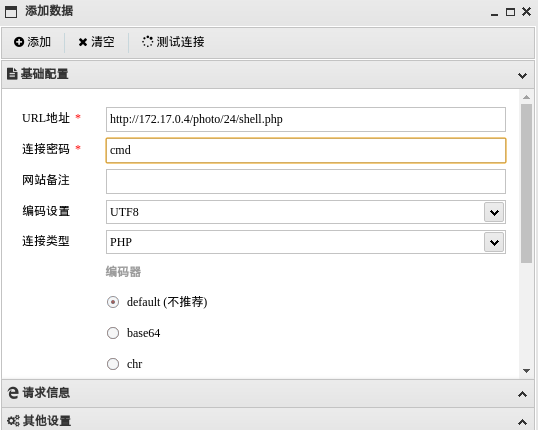 添加数据
添加 清空 测试连接
基础配置
URL地址 * http://172.17.0.4/photo/24/shell.php
连接密码 * cmd
网站备注
编码设置 UTF8
连接类型 PHP
编码器
default (不推荐)
base64
chr
请求信息
其他设置